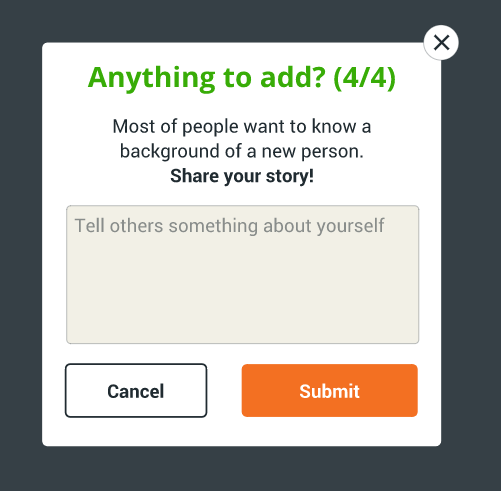 Anything to add? (4/4)
Most of people want to know a
background of a new person.
Share your story!
Tell others something about yourself
Cancel
Submit